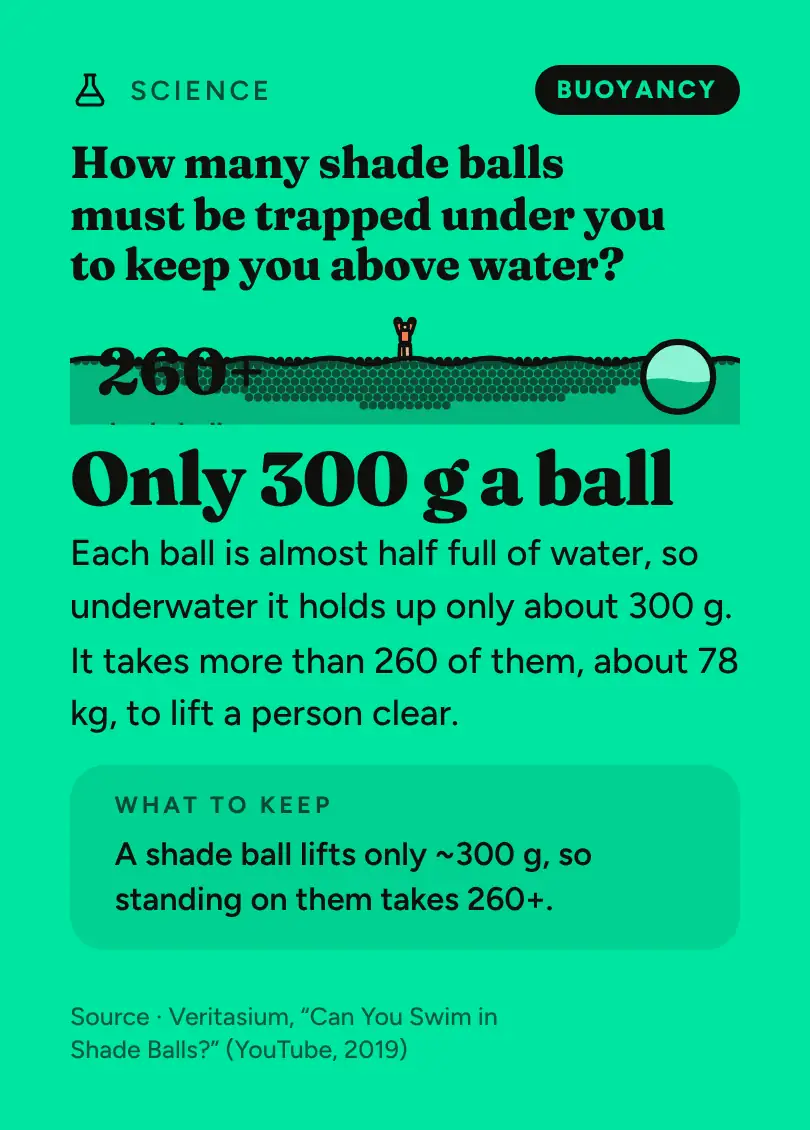 SCIENCE
BUOYANCY
How many shade balls
must be trapped under you
to keep you above water?
260+
Only 300 g a ball
Each ball is almost half full of water, so
underwater it holds up only about 300 g.
It takes more than 260 of them, about 78
kg, to lift a person clear.
WHAT TO KEEP
A shade ball lifts only ~300 g, so
standing on them takes 260+.
Source · Veritasium, “Can You Swim in
Shade Balls?” (YouTube, 2019)